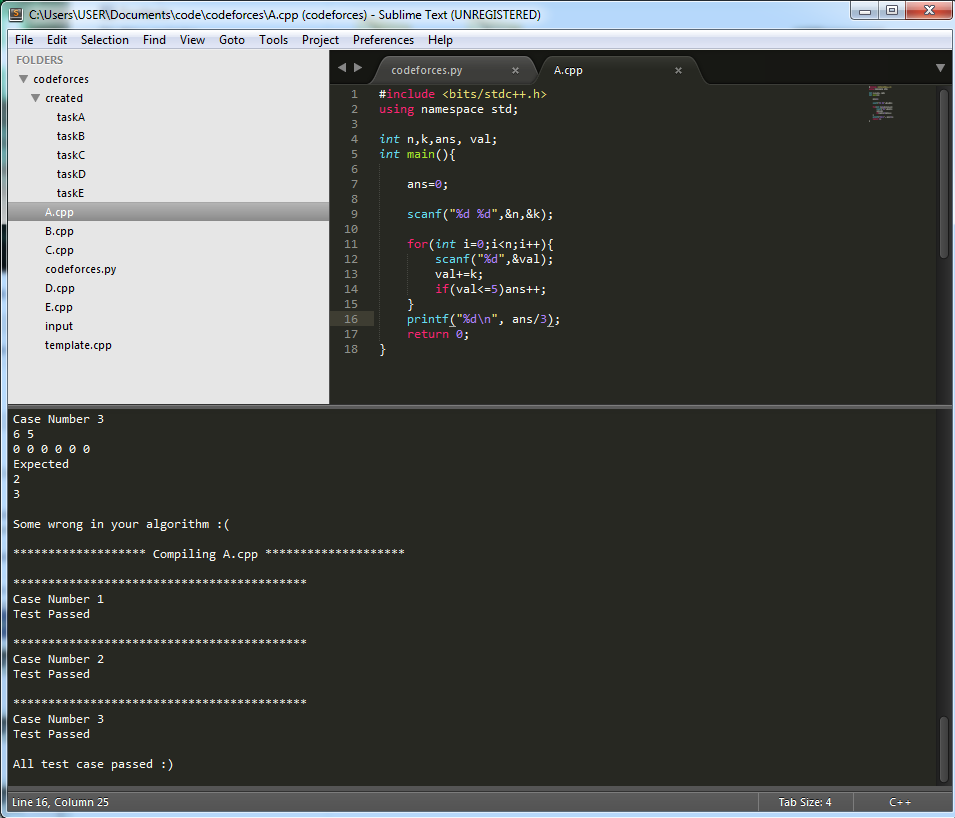 C:\Users\USER\Documents\code\codeforces\A.cpp (codeforces) - Sublime Text (UNREGISTERED)
File Edit Selection Find View Goto Tools Project Preferences Help
FOLDERS
codeforces
created
taskA
taskB
taskC
taskD
taskE
A.cpp
B.cpp
C.cpp
codeforces.py
D.cpp
E.cpp
input
template.cpp
codeforces.py × A.cpp ×
1 #include <bits/stdc++.h>
2 using namespace std;
3
4 int n,k,ans, val;
5 int main(){
6
7 ans=0;
8
9 scanf("%d %d",&n,&k);
10
11 for(int i=0;i<n;i++){
12 scanf("%d",&val);
13 val+=k;
14 if(val<=5)ans++;
15 }
16 printf("%d\n", ans/3);
17 return 0;
18 }
Case Number 3
6 5
0 0 0 0 0 0
Expected
2
3
Some wrong in your algorithm :(
******************* Compiling A.cpp ********************
******************************************
Case Number 1
Test Passed
******************************************
Case Number 2
Test Passed
******************************************
Case Number 3
Test Passed
All test case passed :)
Line 16, Column 25 Tab Size: 4 C++